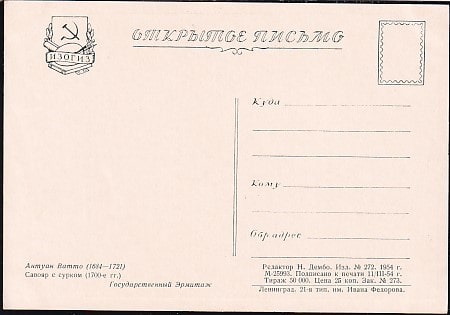 ИЗОГИЗ
ОТКРЫТОЕ ПИСЬМО
Куда
Кому
Обр. адрес
Антуан Ватто (1684—1721)
Савояр с сурком (1700-е гг.)
Государственный Эрмитаж
Редактор Н. Дембо. Изд. № 272. 1954 г.
М-25993. Подписано к печати 11/III-54 г.
Тираж 50 000. Цена 25 коп. Зак. № 273.
Ленинград. 21-я тип. им. Ивана Федорова.